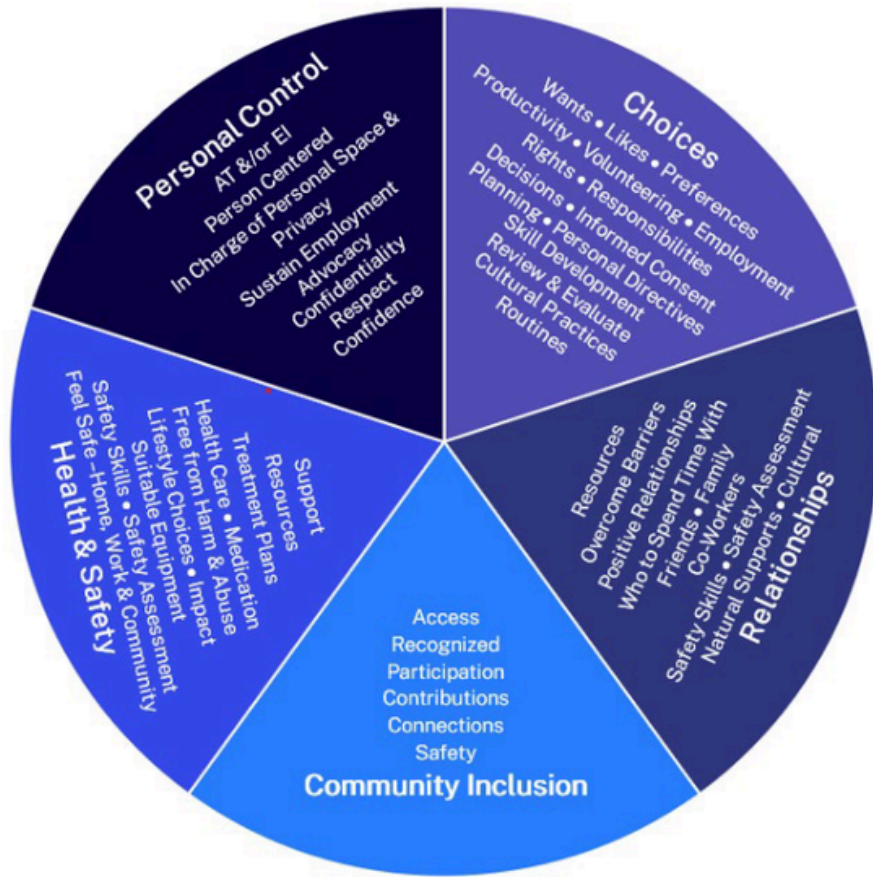 Personal Control
AT &/or EI
Person Centered
In Charge of Personal Space &
Privacy
Sustain Employment
Advocacy
Confidentiality
Respect
Confidence
Choices
Wants • Likes • Preferences
Productivity • Volunteering • Employment
Rights • Responsibilities
Decisions • Informed Consent
Planning • Personal Directives
Skill Development
Review & Evaluate
Cultural Practices
Routines
Resources
Overcome Barriers
Positive Relationships
Who to Spend Time With
Friends • Family
Co-Workers
Safety Skills • Safety Assessment
Natural Supports • Cultural
Relationships
Access
Recognized
Participation
Contributions
Connections
Safety
Community Inclusion
Support
Resources
Treatment Plans
Health Care • Medication
Free from Harm & Abuse
Lifestyle Choices • Impact
Suitable Equipment
Safety Skills • Safety Assessment
Feel Safe–Home, Work & Community
Health & Safety